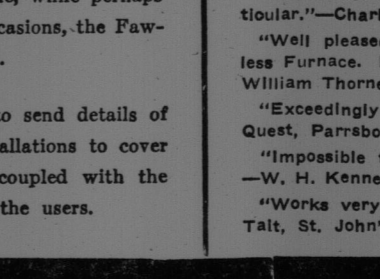 casions, the Faw-
to send details of
allations to cover
coupled with the
the users.
ticular."—Charl
"Well please
less Furnace.
William Thorne
"Exceedingly
Quest, Parrsbo
"Impossible
—W. H. Kenne
"Works very
Tait, St. John'